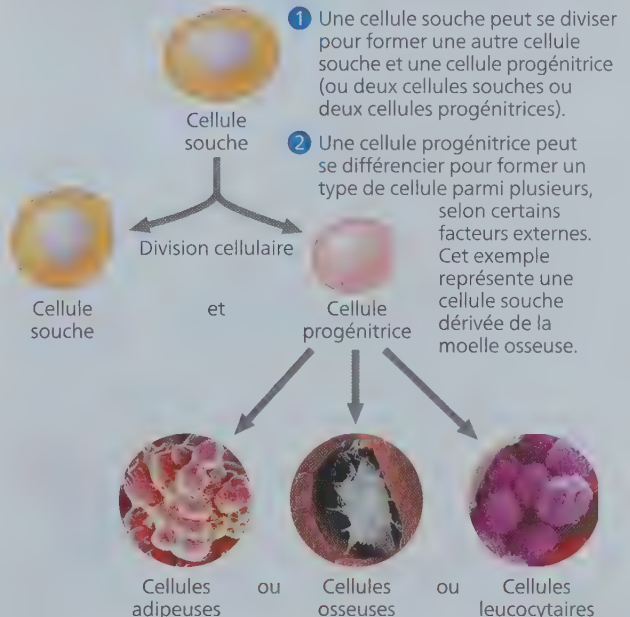 1 Une cellule souche peut se diviser
pour former une autre cellule
souche et une cellule progénitrice
(ou deux cellules souches ou
deux cellules progénitrices).
Cellule
souche
2 Une cellule progénitrice peut
se différencier pour former un
type de cellule parmi plusieurs,
selon certains
facteurs externes.
Cet exemple
représente une
cellule souche
dérivée de la
moelle osseuse.
Division cellulaire
Cellule
souche
et
Cellule
progénitrice
Cellules
adipeuses
ou
Cellules
osseuses
ou
Cellules
leucocytaires